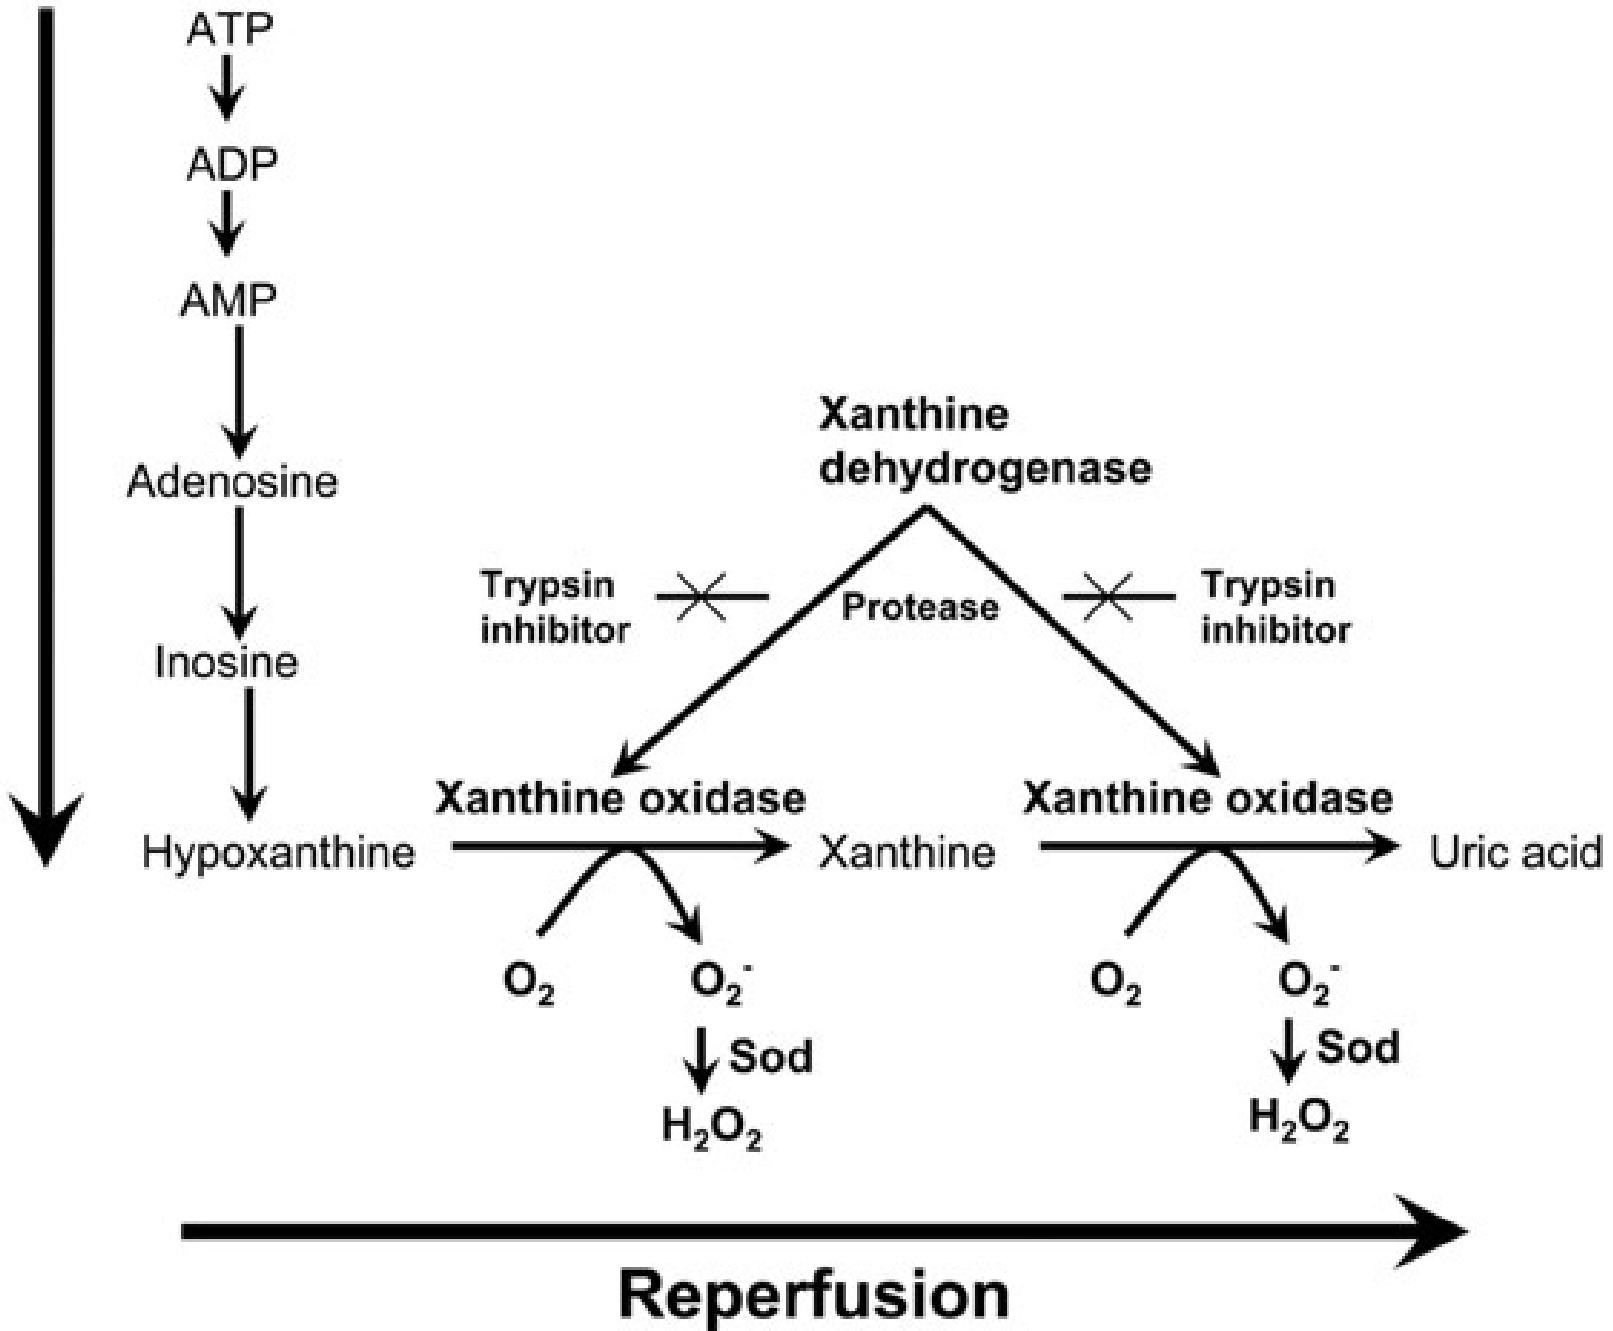 ATP
ADP
AMP
Adenosine
Inosine
Hypoxanthine
Xanthine
dehydrogenase
Trypsin
inhibitor
Protease
Trypsin
inhibitor
Xanthine oxidase
Xanthine
Xanthine oxidase
Uric acid
O₂
O₂⁻
Sod
H₂O₂
O₂
O₂⁻
Sod
H₂O₂
Reperfusion